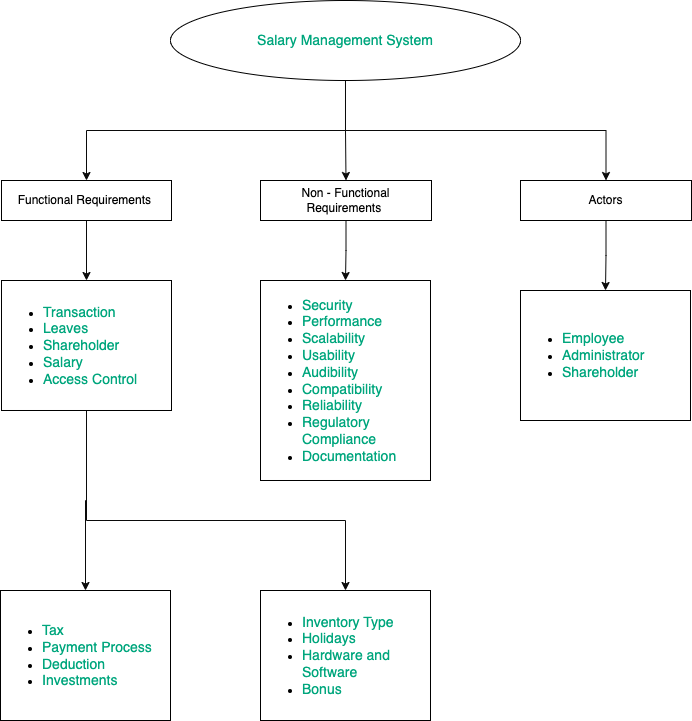 Salary Management System
Functional Requirements
Non - Functional
Requirements
Actors
Transaction
Leaves
Shareholder
Salary
Access Control
Security
Performance
Scalability
Usability
Audibility
Compatibility
Reliability
Regulatory
Compliance
Documentation
Employee
Administrator
Shareholder
Tax
Payment Process
Deduction
Investments
Inventory Type
Holidays
Hardware and
Software
Bonus